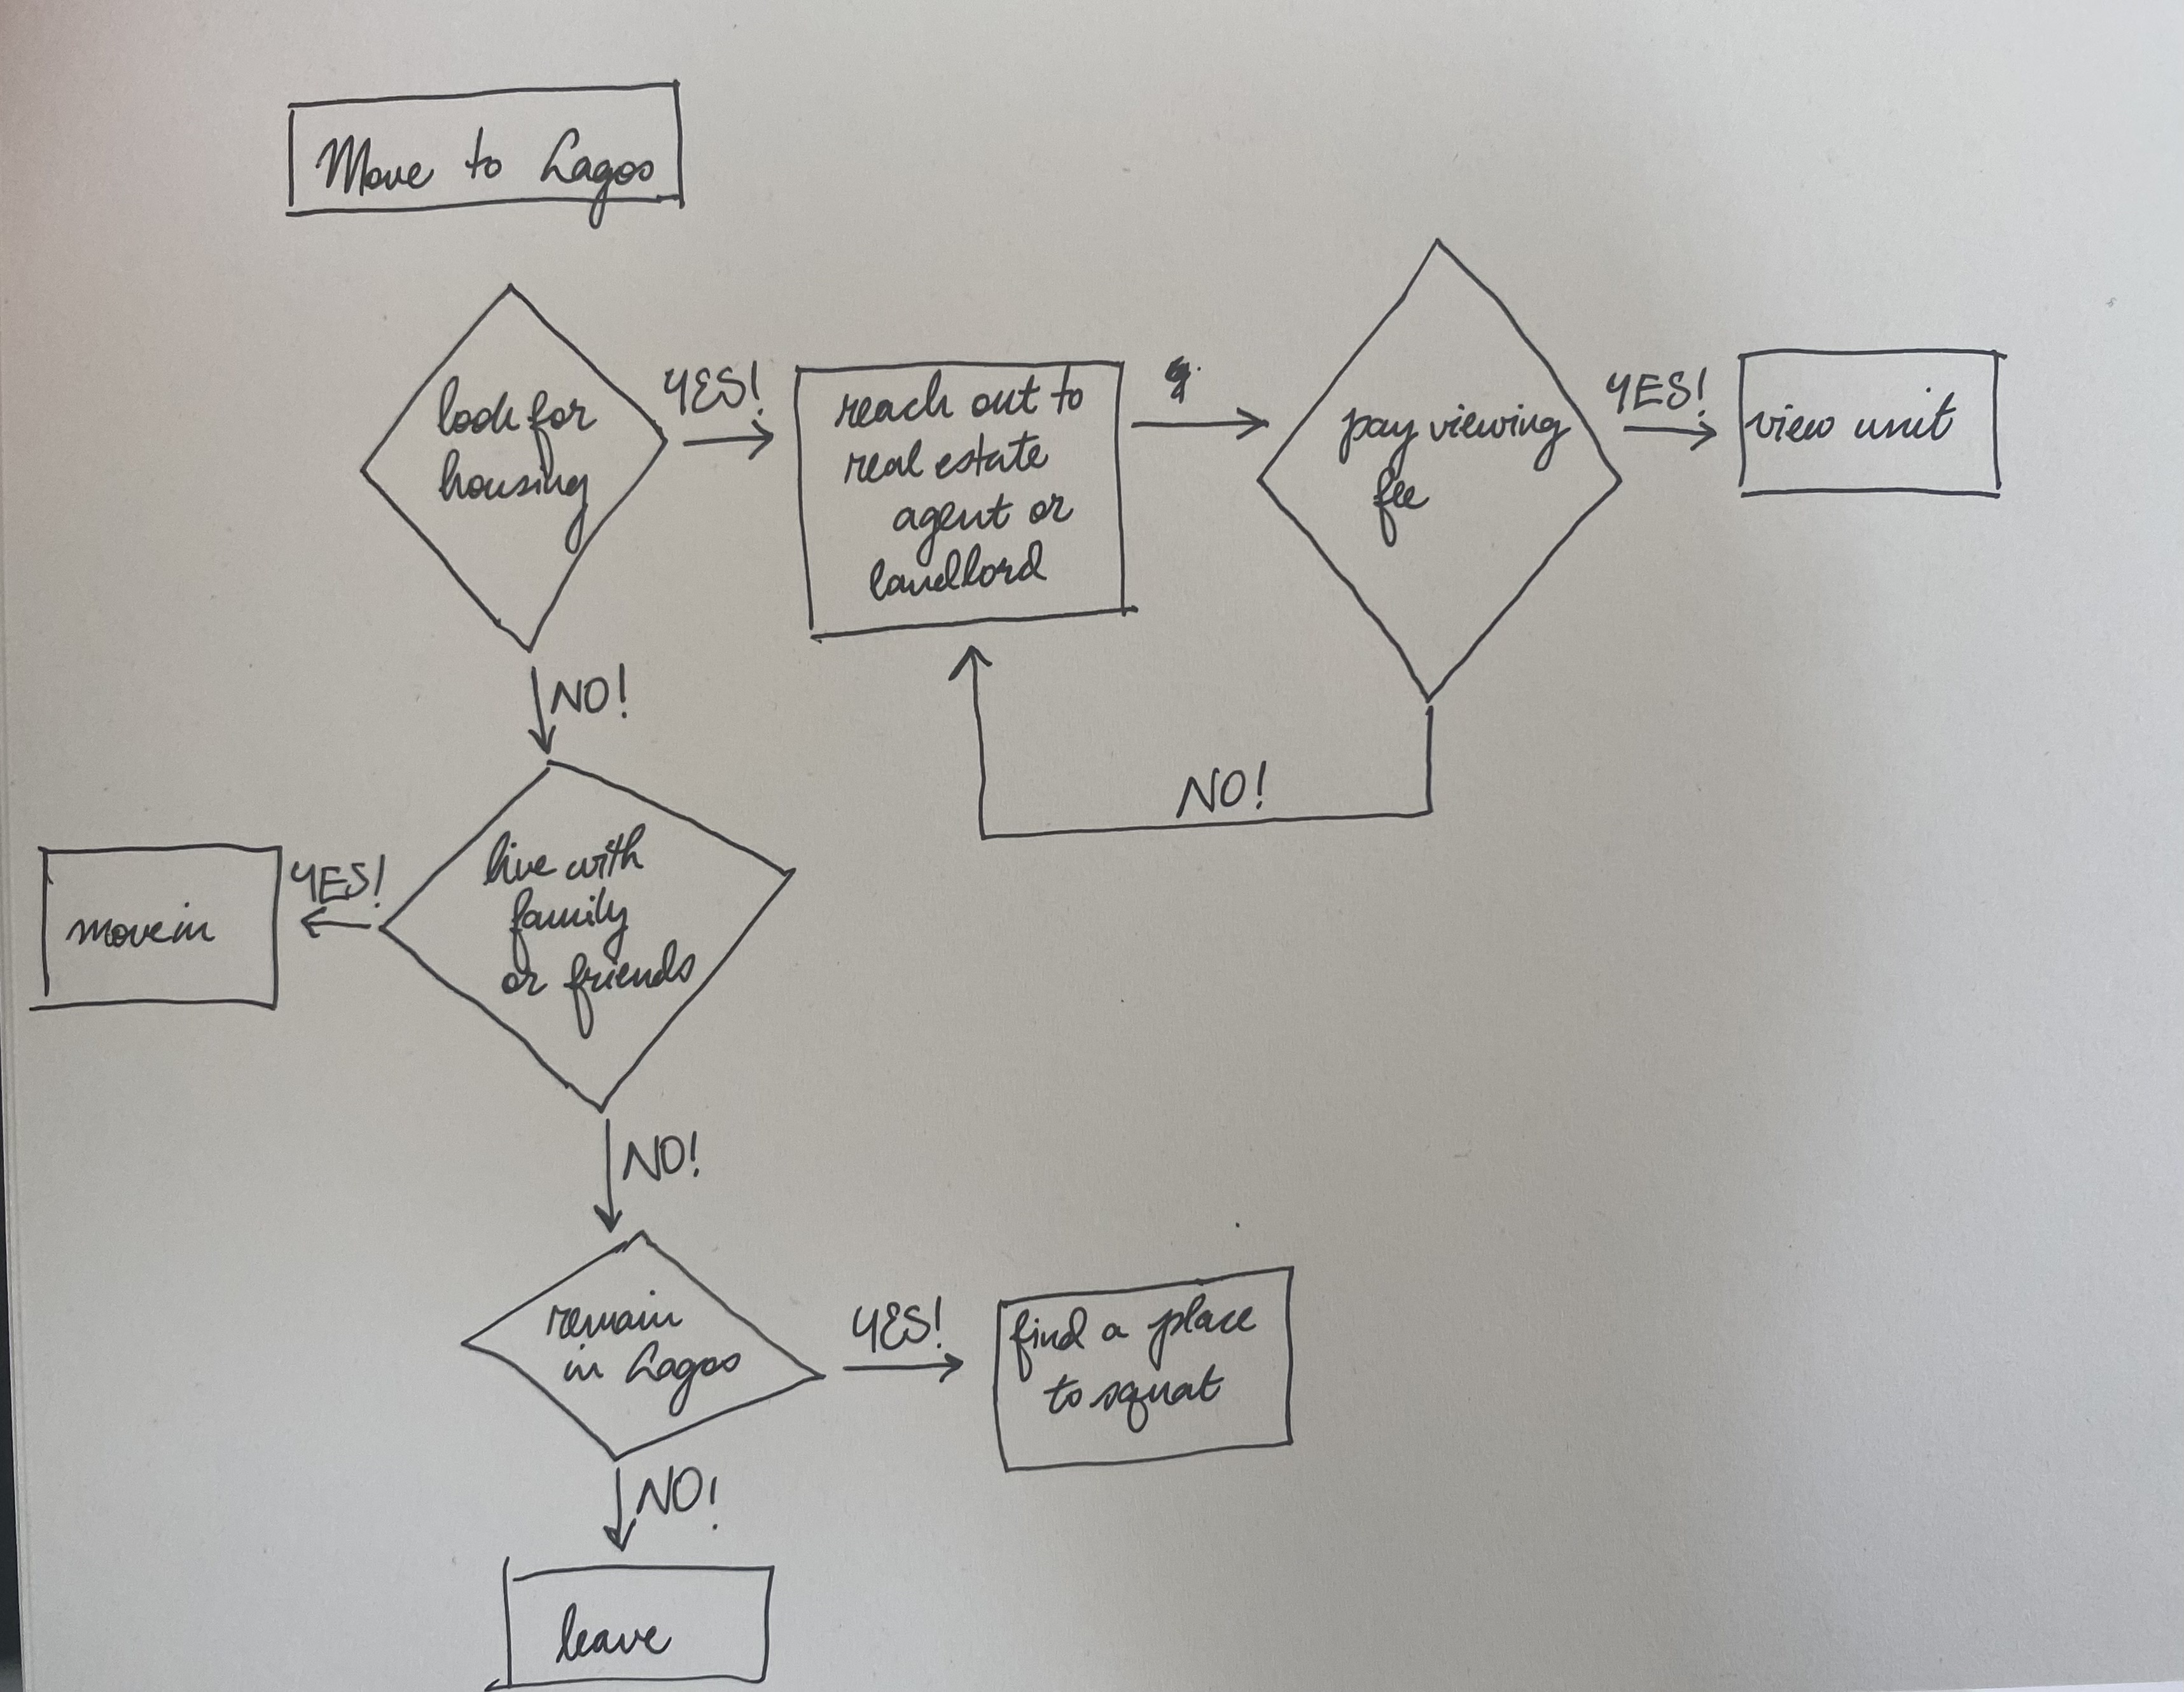 Move to Lagos
look for
housing
YES!
reach out to
real estate
agent or
landlord
pay viewing
fee
YES!
view unit
NO!
NO!
live with
family
or friends
YES!
move in
NO!
remain
in Lagos
YES!
find a place
to squat
NO!
leave